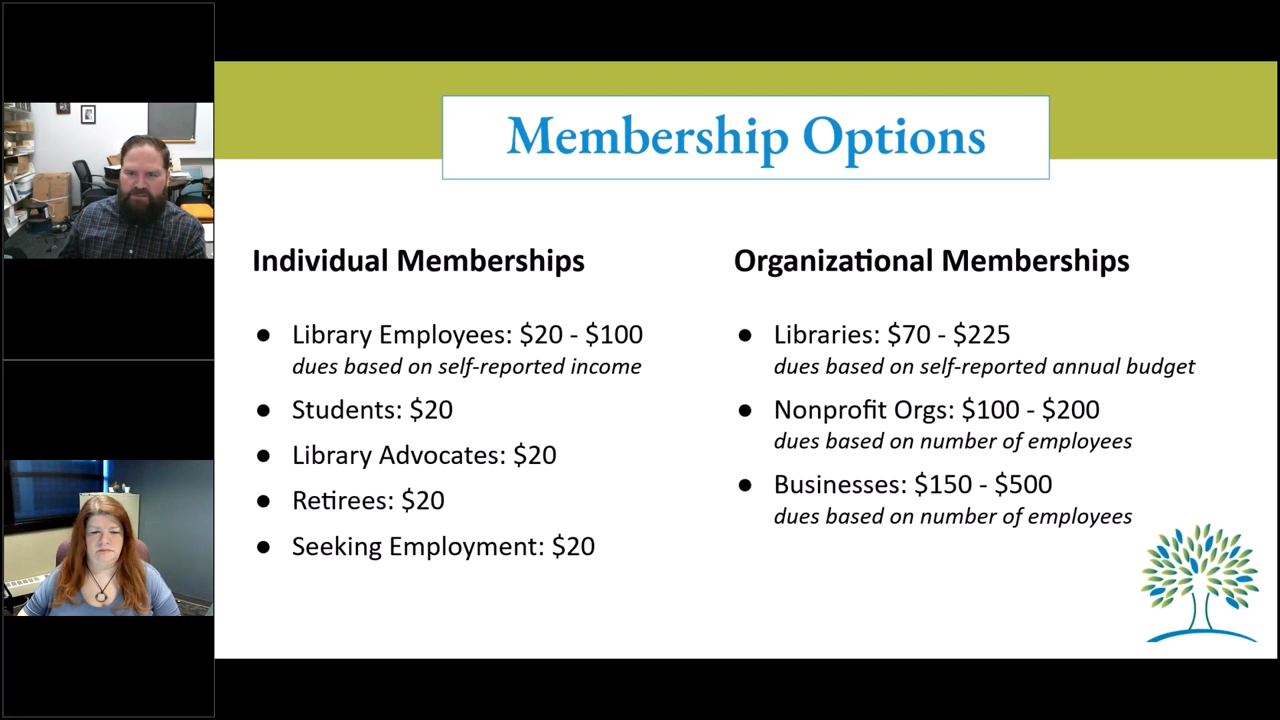 Membership Options
Individual Memberships
● Library Employees: $20 - $100
dues based on self-reported income
● Students: $20
● Library Advocates: $20
● Retirees: $20
● Seeking Employment: $20
Organizational Memberships
● Libraries: $70 - $225
dues based on self-reported annual budget
● Nonprofit Orgs: $100 - $200
dues based on number of employees
● Businesses: $150 - $500
dues based on number of employees